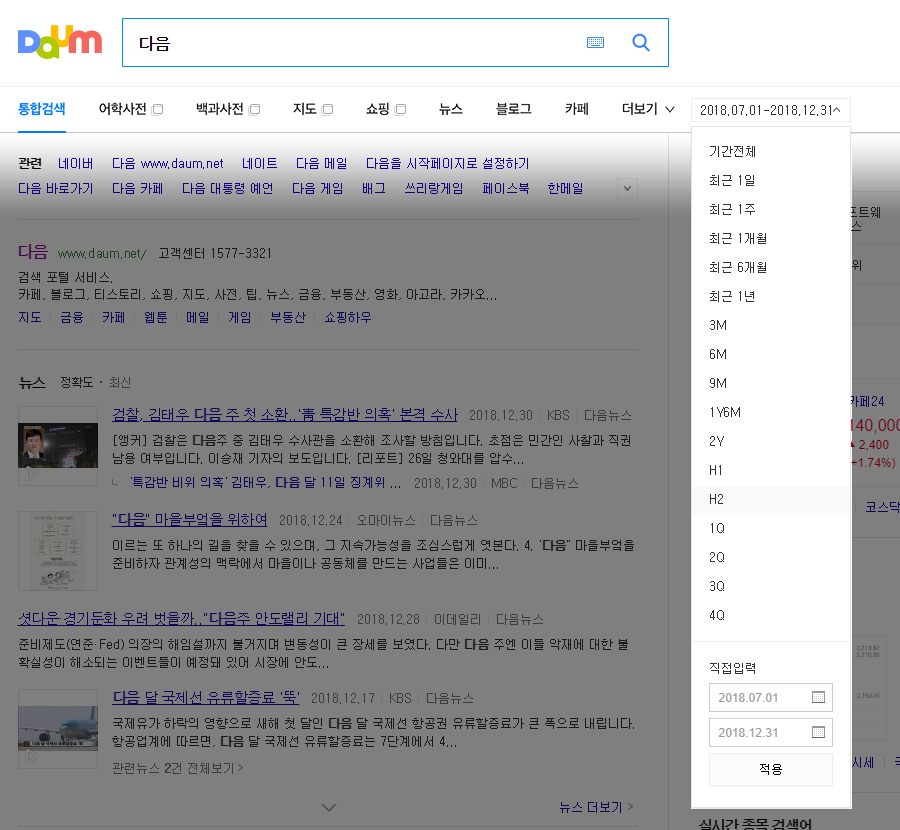 Daum
다음
통합검색 어학사전 백과사전 지도 쇼핑 뉴스 블로그 카페 더보기 2018.07.01-2018.12.31
관련 네이버 다음 www.daum.net 네이트 다음 메일 다음을 시작페이지로 설정하기
다음 바로가기 다음 카페 다음 대통령 예언 다음 게임 배그 쓰리랑게임 페이스북 한메일
다음 www.daum.net/ 고객센터 1577-3321
검색 포털 서비스.
카페, 블로그, 티스토리, 쇼핑, 지도, 사전, 팁, 뉴스, 금융, 부동산, 영화, 아고라, 카카오...
지도 금융 카페 웹툰 메일 게임 부동산 쇼핑하우
뉴스 정확도 · 최신
검찰, 김태우 다음 주 첫 소환..'靑 특감반 의혹' 본격 수사 2018.12.30 KBS 다음뉴스
[앵커] 검찰은 다음주 중 김태우 수사관을 소환해 조사할 방침입니다. 초점은 민간인 사찰과 직권
남용 여부입니다. 이승재 기자의 보도입니다. [리포트] 26일 청와대를 압수...
'특감반 비위 의혹' 김태우, 다음 달 11일 징계위 ... 2018.12.30 MBC 다음뉴스
"다음" 마을부엌을 위하여 2018.12.24 오마이뉴스 다음뉴스
이르는 또 하나의 길을 찾을 수 있으며, 그 지속가능성을 조심스럽게 엿본다. 4. '다음" 마을부엌을
준비하자 관계성의 맥락에서 마을이나 공동체를 만드는 사업들은 이미...
셧다운·경기둔화 우려 벗을까.."다음주 안도랠리 기대" 2018.12.28 이데일리 다음뉴스
준비제도(연준·Fed) 의장의 해임설까지 불거지며 변동성이 큰 장세를 보였다. 다만 다음 주엔 이들 악재에 대한 불
확실성이 해소되는 이벤트들이 예정돼 있어 시장에 안도...
다음 달 국제선 유류할증료 '뚝' 2018.12.17 KBS 다음뉴스
국제유가 하락의 영향으로 새해 첫 달인 다음 달 국제선 항공권 유류할증료가 큰 폭으로 내립니다.
항공업계에 따르면, 다음 달 국제선 유류할증료는 7단계에서 4...
다음 달 국제선 유류할증료 '뚝'
관련뉴스 2건 전체보기 >
뉴스 더보기 >
기간전체
최근 1일
최근 1주
최근 1개월
최근 6개월
최근 1년
3M
6M
9M
1Y6M
2Y
H1
H2
1Q
2Q
3Q
4Q
직접입력
2018.07.01
2018.12.31
적용
프트웨
스
위
카페24
140,000
▲ 2,400
+1.74%)
코스닥
2,213.87
2,193.84
시세
실시간 종목 검색어